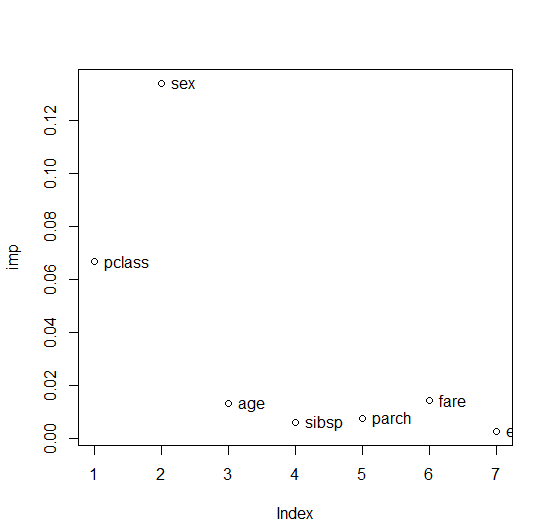 sex
pclass
age
sibsp
parch
fare
imp
0.00
0.02
0.04
0.06
0.08
0.10
0.12
1 2 3 4 5 6 7
Index